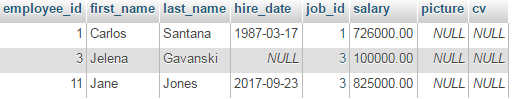 employee_id first_name last_name hire_date job_id salary picture cv
1 Carlos Santana 1987-03-17 1 726000.00 NULL NULL
3 Jelena Gavanski NULL 3 100000.00 NULL NULL
11 Jane Jones 2017-09-23 3 825000.00 NULL NULL